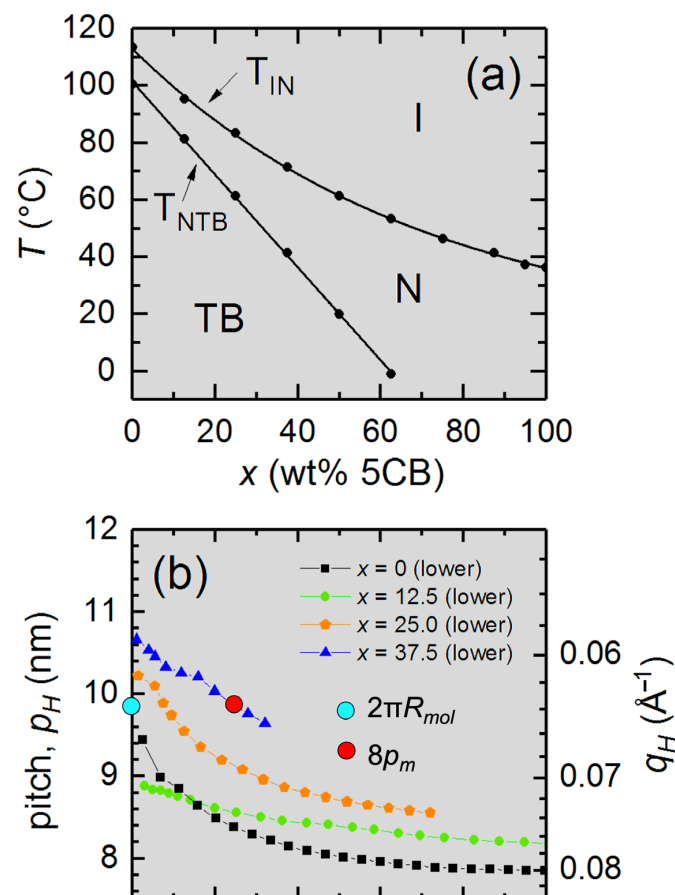 120
100
80
60
40
20
0
T (°C)
T_IN
T_NTB
(a)
I
N
TB
0 20 40 60 80 100
x (wt% 5CB)
12
11
10
9
8
pitch, p_H (nm)
(b)
x = 0 (lower)
x = 12.5 (lower)
x = 25.0 (lower)
x = 37.5 (lower)
2πR_mol
8p_m
0.06
0.07
0.08
q_H (Å⁻¹)